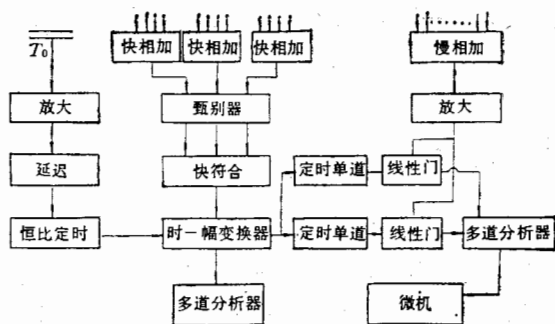 T₀
快相加
快相加
快相加
慢相加
放大
甄别器
放大
延迟
快符合
定时单道
线性门
恒比定时
时-幅变换器
定时单道
线性门
多道分析器
多道分析器
微机